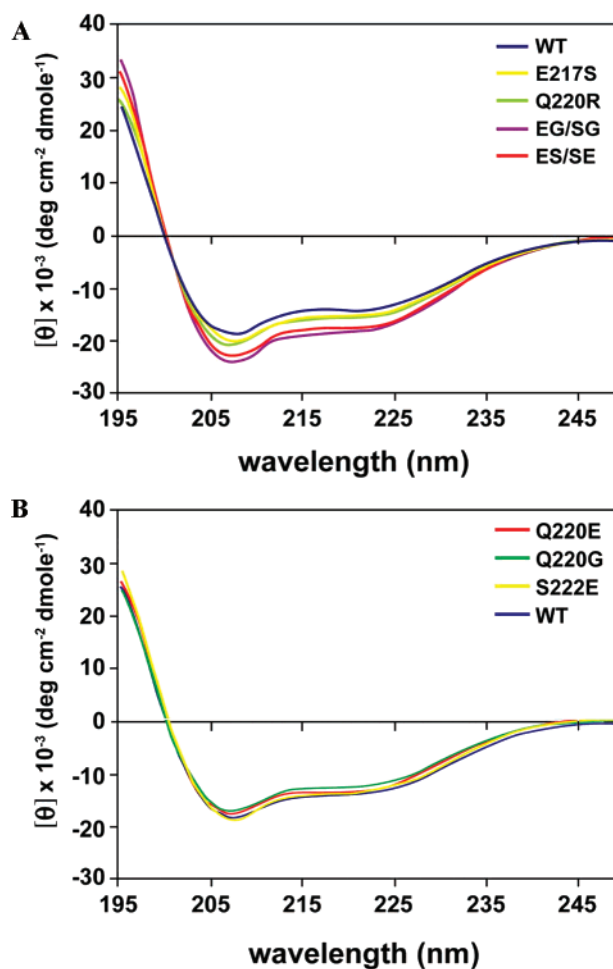 A
40
30
20
10
0
-10
-20
-30
[θ] x 10⁻³ (deg cm⁻² dmole⁻¹)
WT
E217S
Q220R
EG/SG
ES/SE
195 205 215 225 235 245
wavelength (nm)
B
40
30
20
10
0
-10
-20
-30
[θ] x 10⁻³ (deg cm⁻² dmole⁻¹)
Q220E
Q220G
S222E
WT
195 205 215 225 235 245
wavelength (nm)